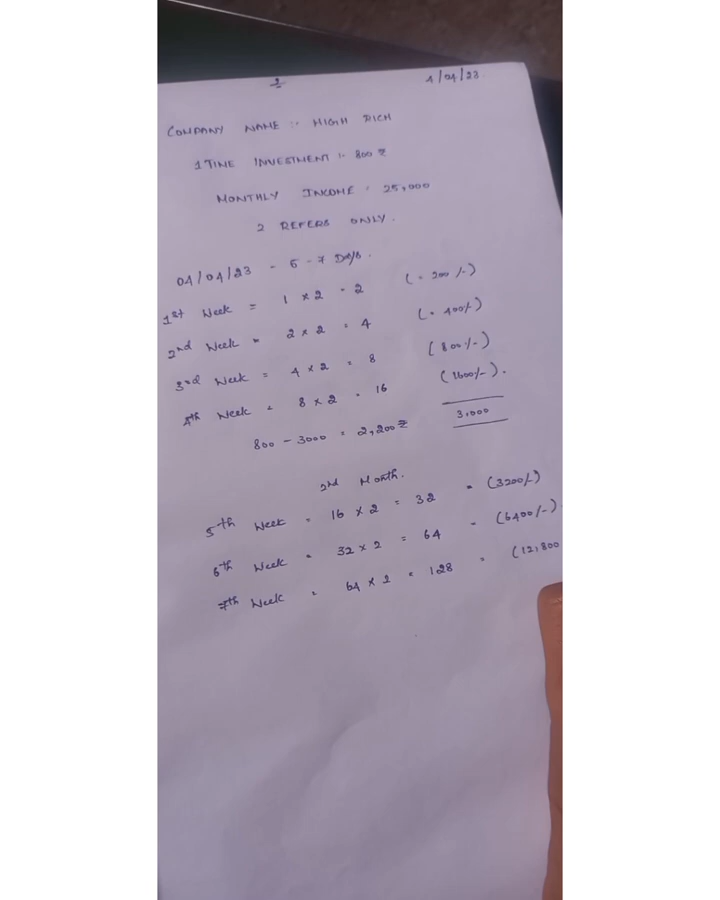 4/04/23
COMPANY NAME :- HIGH RICH
1 TIME INVESTMENT :- 800 ₹
MONTHLY INCOME = 25,000
2 REFERS ONLY.
04/04/23 - 5 - 7 Days.
1st Week = 1 x 2 = 2 (= 200 /-)
2nd Week = 2 x 2 = 4 (= 400/-)
3rd Week = 4 x 2 = 8 (800/-)
4th Week = 8 x 2 = 16 (1600/-).
3,000
800 - 3000 = 2,200 ₹
2nd Month.
5th Week = 16 x 2 = 32 = (3200/-)
6th Week = 32 x 2 = 64 = (6400/-)
7th Week = 64 x 2 = 128 = (12,800